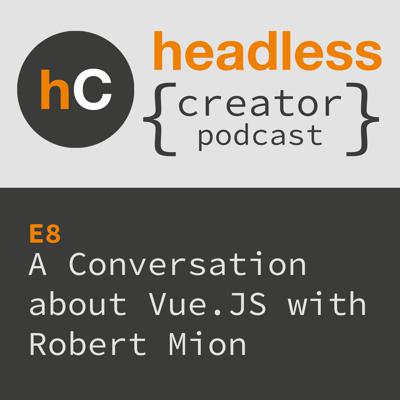 hC
headless
{creator
podcast}
E8
A Conversation
about Vue.JS with
Robert Mion